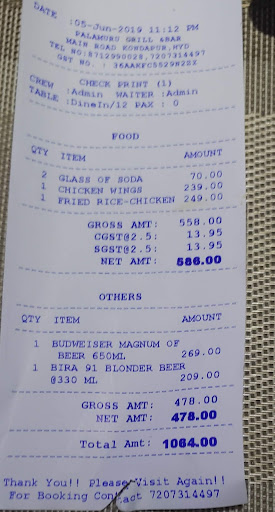 DATE :05-Jun-2019 11:12 PM
PALAMURU GRILL &BAR
MAIN ROAD KONDAPUR,HYD
TEL NO:8712990028,7207314497
GST NO. 36AAKFC5529N2ZX
CHECK PRINT (1)
CREW :Admin WAITER :Admin
TABLE :DineIn/12 PAX : 0
FOOD
QTY ITEM AMOUNT
2 GLASS OF SODA 70.00
1 CHICKEN WINGS 239.00
1 FRIED RICE-CHICKEN 249.00
GROSS AMT: 558.00
CGST@2.5: 13.95
SGST@2.5: 13.95
NET AMT: 586.00
OTHERS
QTY ITEM AMOUNT
1 BUDWEISER MAGNUM OF
BEER 650ML 269.00
1 BIRA 91 BLONDER BEER
@330 ML 209.00
GROSS AMT: 478.00
NET AMT: 478.00
Total Amt: 1064.00
Thank You!! Please Visit Again!!
For Booking Contact 7207314497